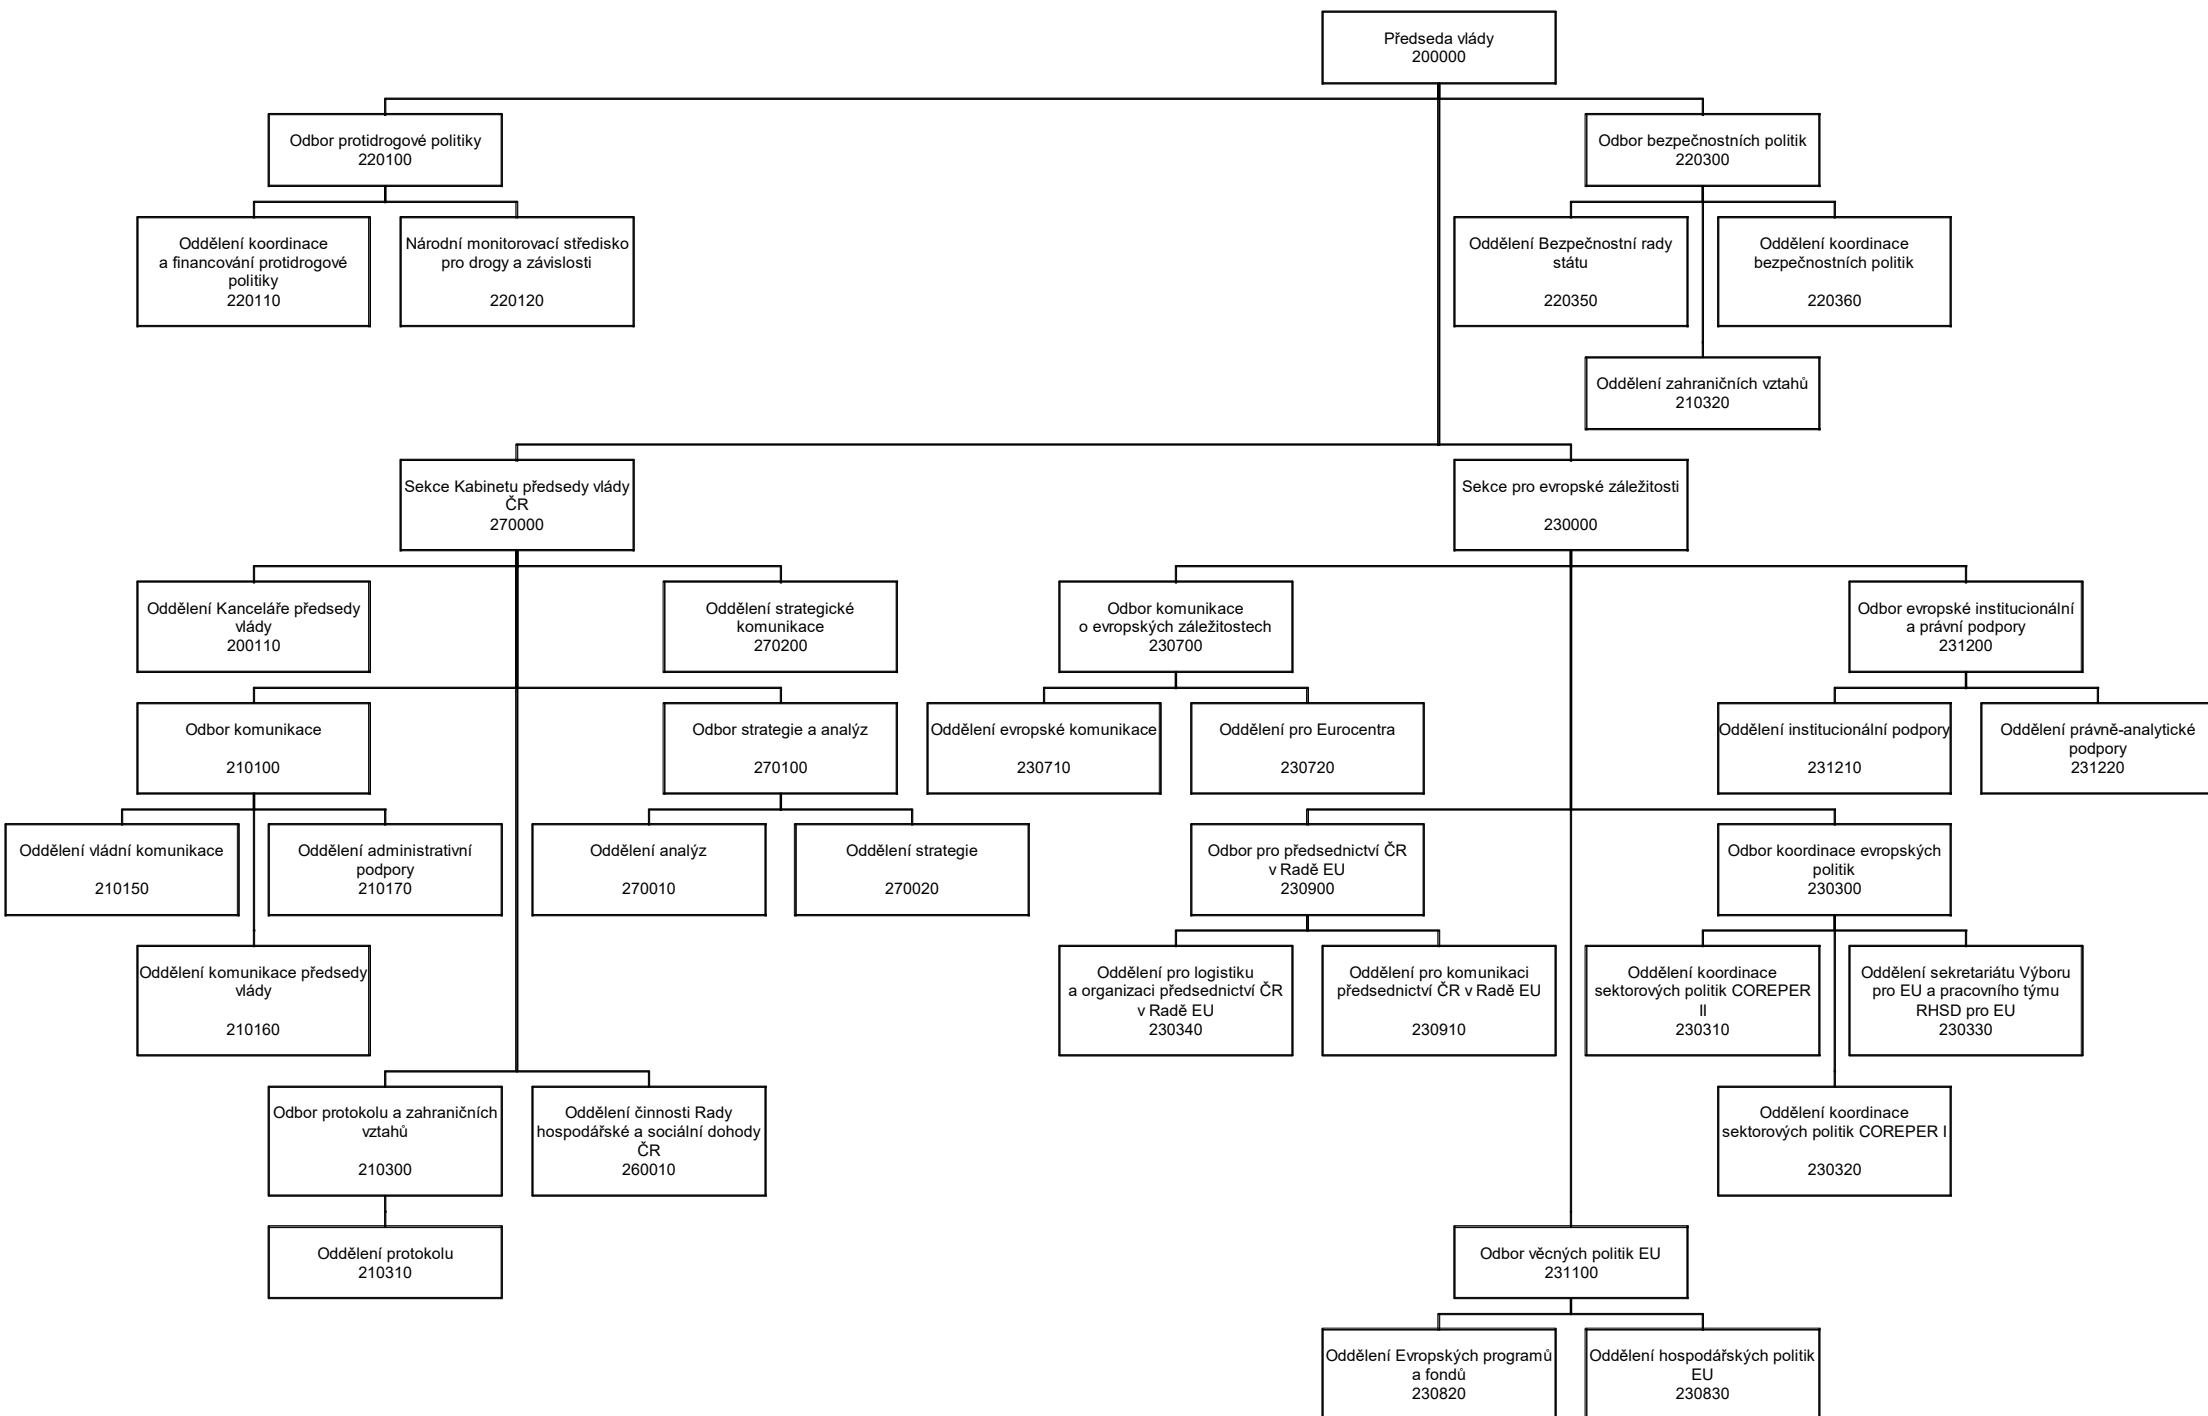 Předseda vlády
200000
Odbor protidrogové politiky
220100
Odbor bezpečnostních politik
220300
Oddělení koordinace
a financování protidrogové
politiky
220110
Národní monitorovací středisko
pro drogy a závislosti
220120
Oddělení Bezpečnostní rady
státu
220350
Oddělení koordinace
bezpečnostních politik
220360
Oddělení zahraničních vztahů
210320
Sekce Kabinetu předsedy vlády
ČR
270000
Sekce pro evropské záležitosti
230000
Oddělení Kanceláře předsedy
vlády
200110
Oddělení strategické
komunikace
270200
Odbor komunikace
o evropských záležitostech
230700
Odbor evropské institucionální
a právní podpory
231200
Odbor komunikace
210100
Odbor strategie a analýz
270100
Oddělení evropské komunikace
230710
Oddělení pro Eurocentra
230720
Oddělení institucionální podpory
231210
Oddělení právně-analytické
podpory
231220
Oddělení vládní komunikace
210150
Oddělení administrativní
podpory
210170
Oddělení analýz
270010
Oddělení strategie
270020
Odbor pro předsednictví ČR
v Radě EU
230900
Odbor koordinace evropských
politik
230300
Oddělení komunikace předsedy
vlády
210160
Oddělení pro logistiku
a organizaci předsednictví ČR
v Radě EU
230340
Oddělení pro komunikaci
předsednictví ČR v Radě EU
230910
Oddělení koordinace
sektorových politik COREPER
II
230310
Oddělení sekretariátu Výboru
pro EU a pracovního týmu
RHSD pro EU
230330
Odbor protokolu a zahraničních
vztahů
210300
Oddělení činnosti Rady
hospodářské a sociální dohody
ČR
260010
Oddělení koordinace
sektorových politik COREPER I
230320
Oddělení protokolu
210310
Odbor věcných politik EU
231100
Oddělení Evropských programů
a fondů
230820
Oddělení hospodářských politik
EU
230830